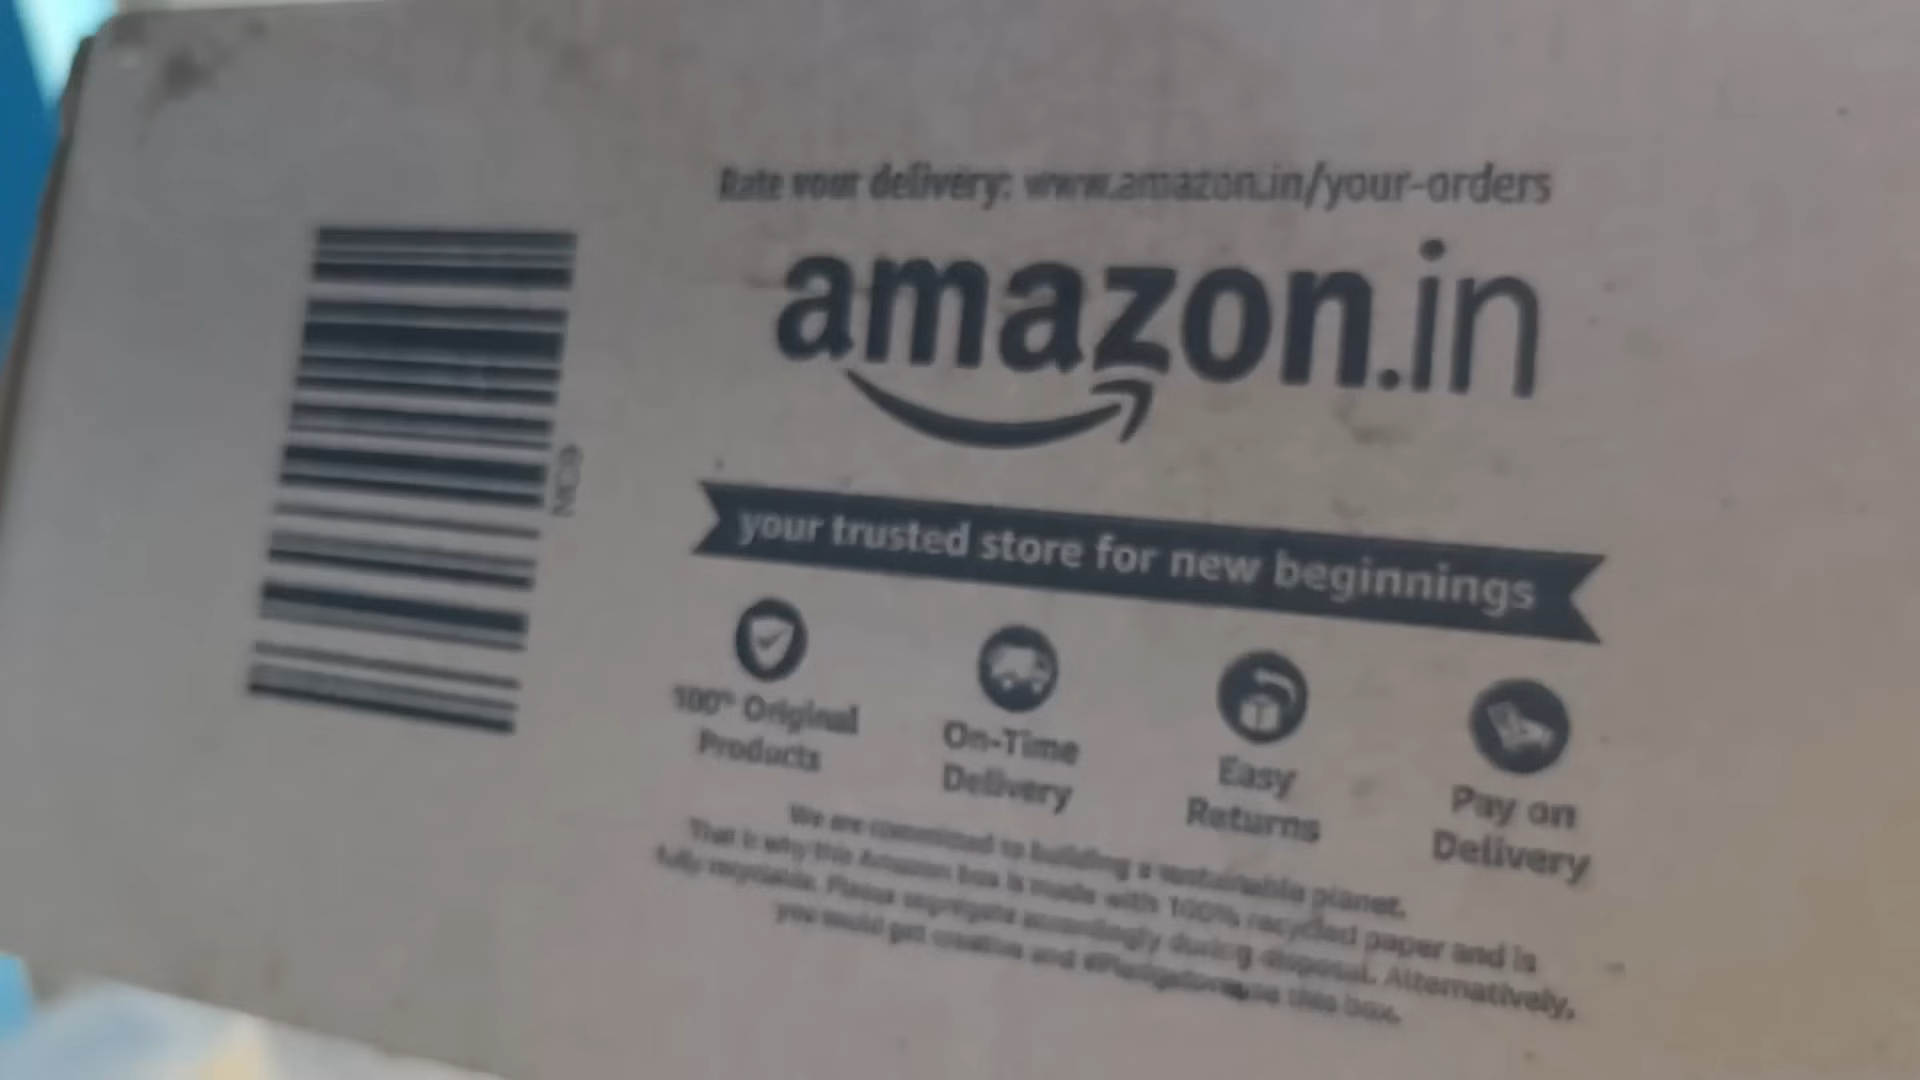 Rate your delivery: www.amazon.in/your-orders
amazon.in
your trusted store for new beginnings
100% Original
Products
On-Time
Delivery
Easy
Returns
Pay on
Delivery
We are committed to building a sustainable planet.
That is why this Amazon box is made with 100% recycled paper and is
fully recyclable. Please segregate accordingly during disposal. Alternatively,
you could get creative and this box.